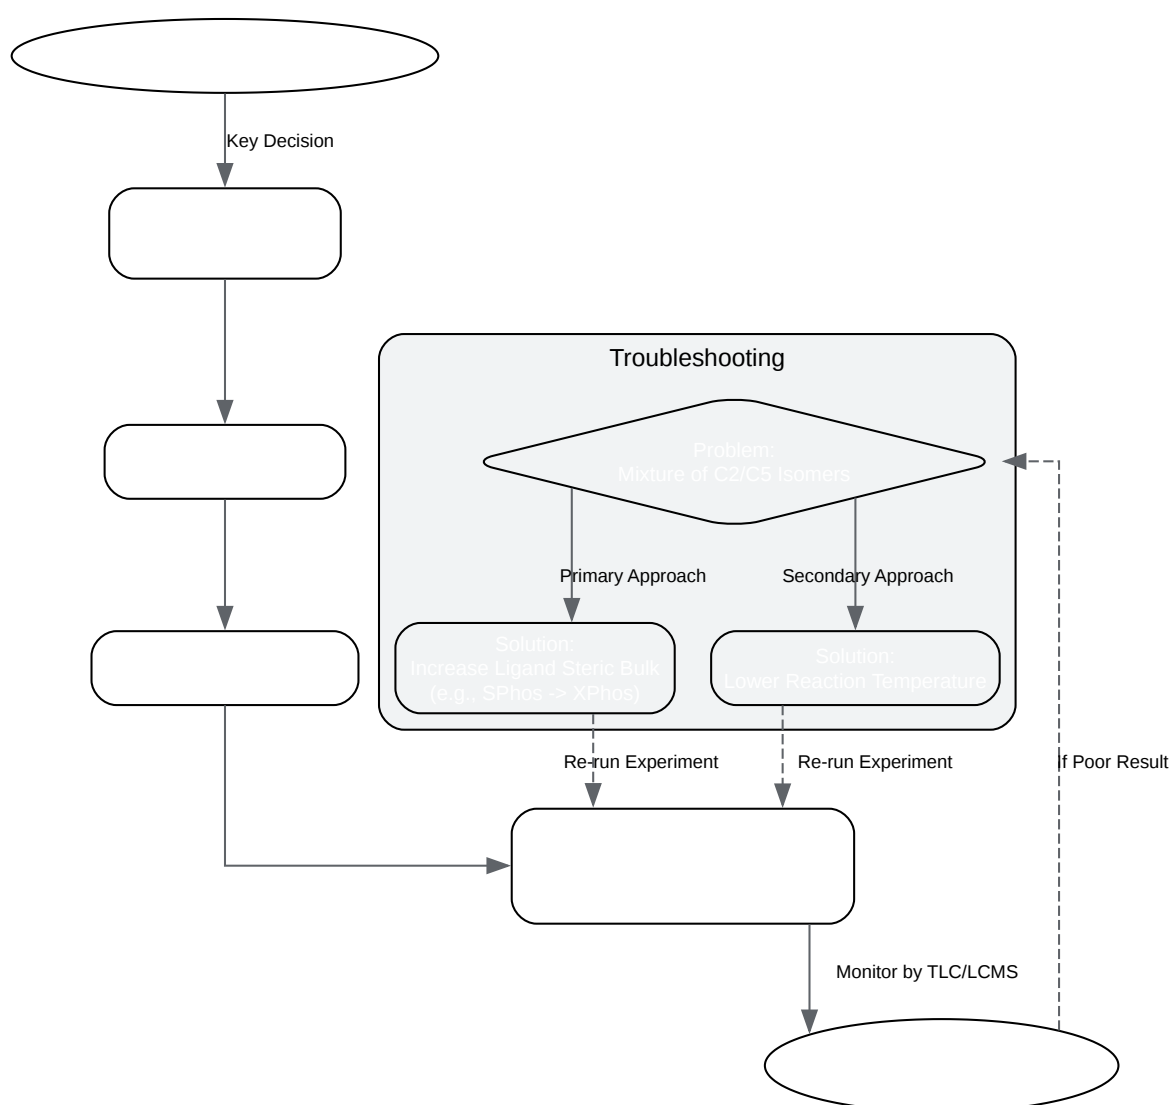 Key Decision
Troubleshooting
Problem:
Mixture of C2/C5 Isomers
Primary Approach
Secondary Approach
Solution:
Increase Ligand Steric Bulk
(e.g., SPhos -> XPhos)
Solution:
Lower Reaction Temperature
Re-run Experiment
Re-run Experiment
If Poor Result
Monitor by TLC/LCMS